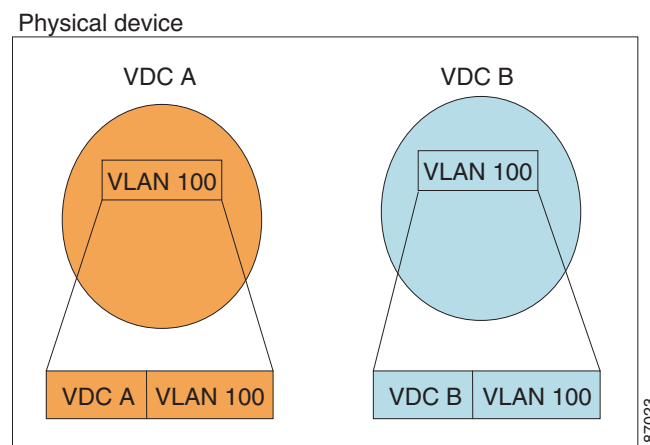 Physical device
VDC A
VDC B
VLAN 100
VLAN 100
VDC A VLAN 100
VDC B VLAN 100